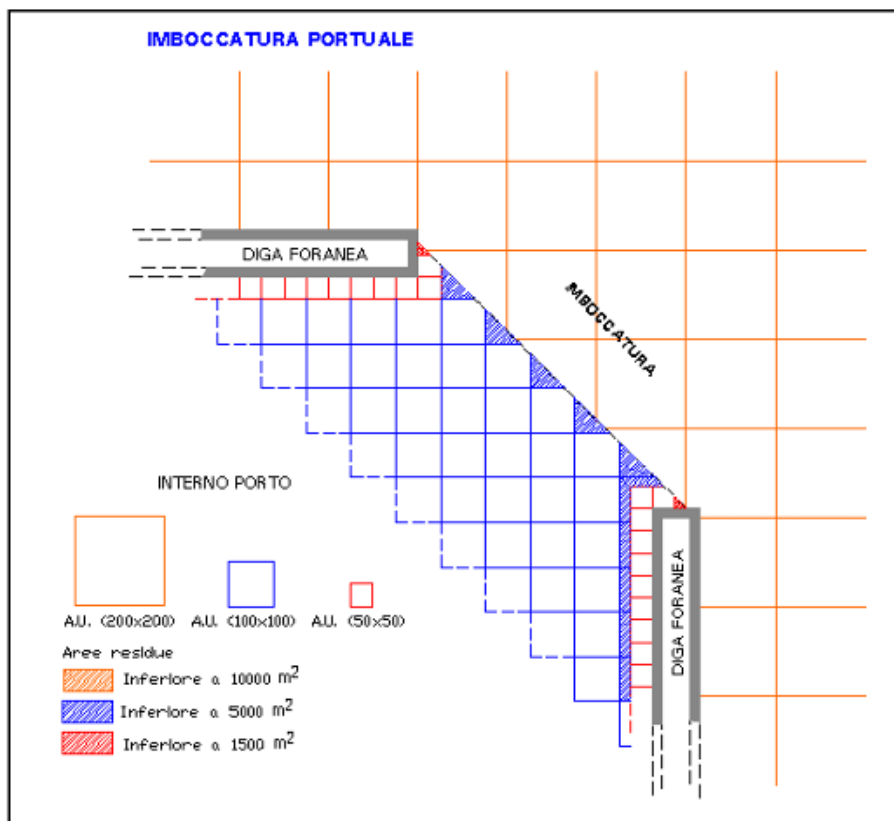 IMBOCCATURA PORTUALE
DIGA FORANEA
IMBOCCATURA
INTERNO PORTO
A.U. (200x200) A.U. (100x100) A.U. (50x50)
DIGA FORANEA
Aree residue
Inferiore a 10000 m²
Inferiore a 5000 m²
Inferiore a 1500 m²